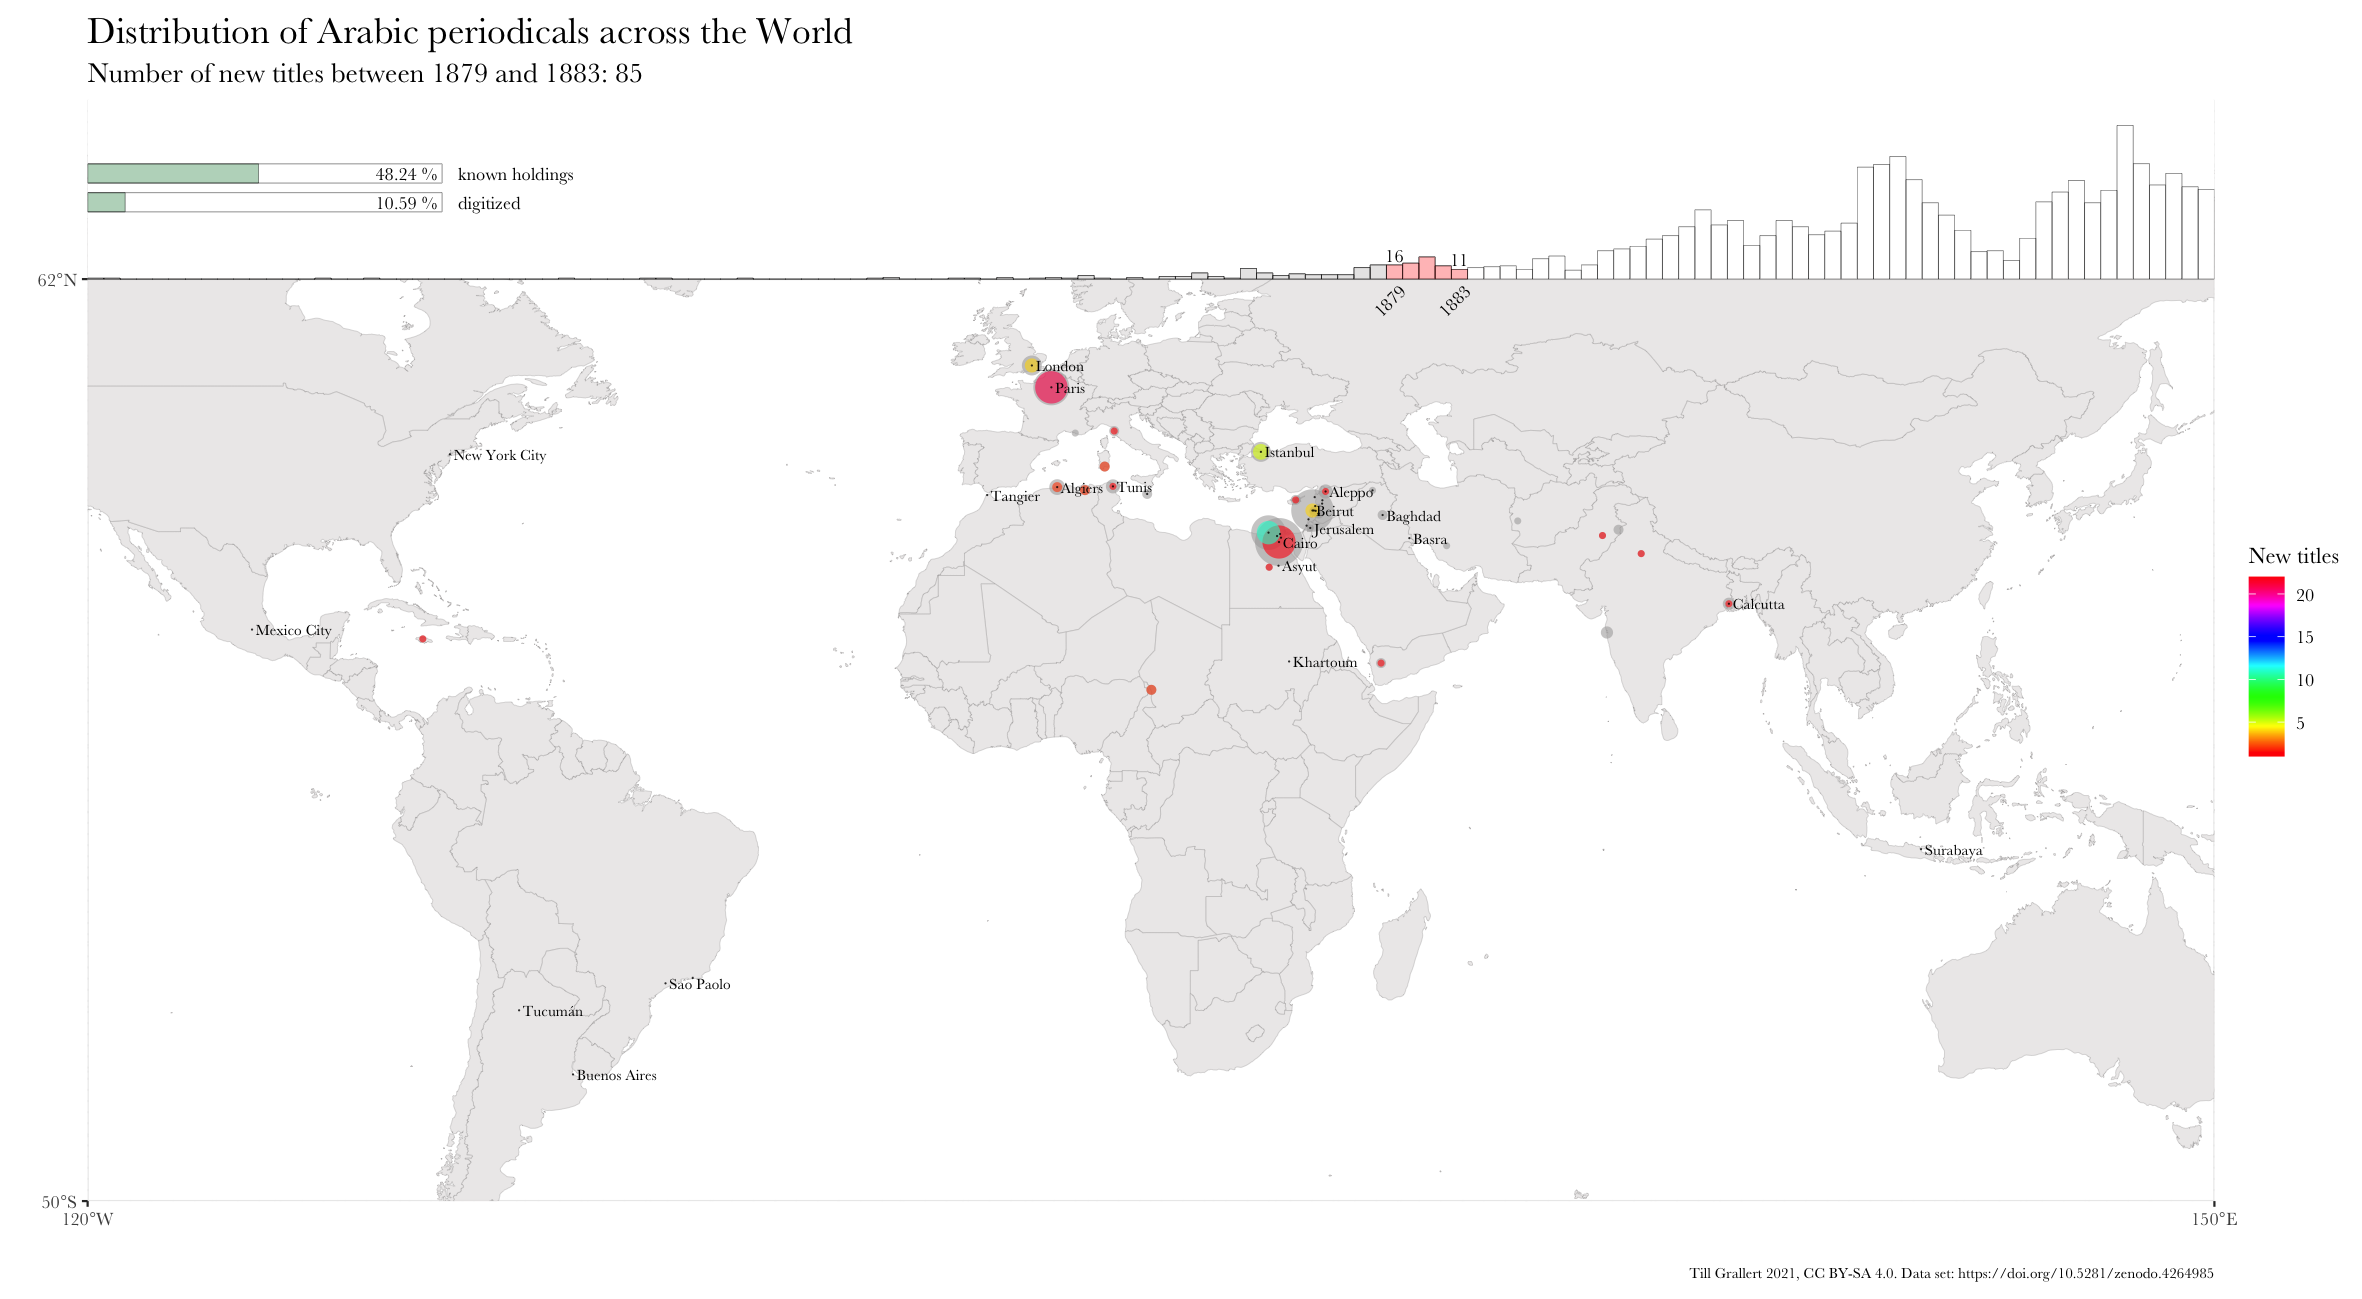 Distribution of Arabic periodicals across the World
Number of new titles between 1879 and 1883: 85
48.24 % known holdings
10.59 % digitized
16
11
62°N
1879
1883
London
Paris
New York City
Istanbul
Tangier
Algiers
Tunis
Aleppo
Beirut
Baghdad
Jerusalem
Cairo
Basra
Asyut
New titles
20
15
10
5
Calcutta
Mexico City
Khartoum
Surabaya
Sao Paolo
Tucumán
Buenos Aires
50°S
120°W
150°E
Till Grallert 2021, CC BY-SA 4.0. Data set: https://doi.org/10.5281/zenodo.4264985